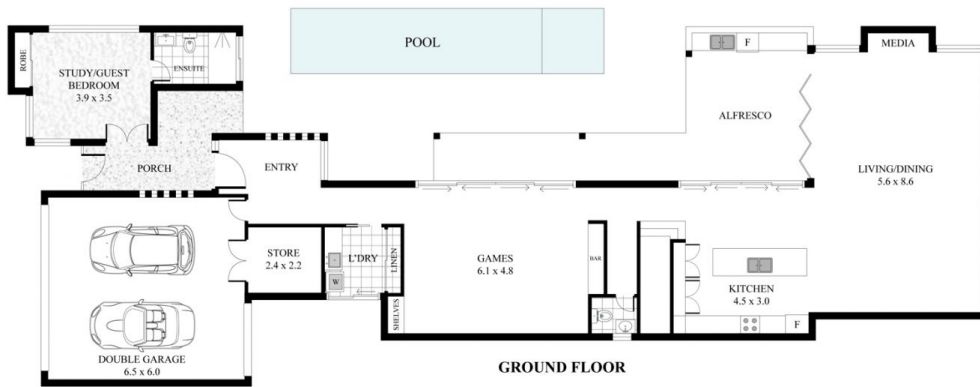 POOL
F
MEDIA
ROBE
STUDY/GUEST
BEDROOM
3.9 x 3.5
ENSUITE
ALFRESCO
PORCH
ENTRY
LIVING/DINING
5.6 x 8.6
STORE
2.4 x 2.2
L'DRY
LINEN
W
GAMES
6.1 x 4.8
BAR
KITCHEN
4.5 x 3.0
SHELVES
F
DOUBLE GARAGE
6.5 x 6.0
GROUND FLOOR